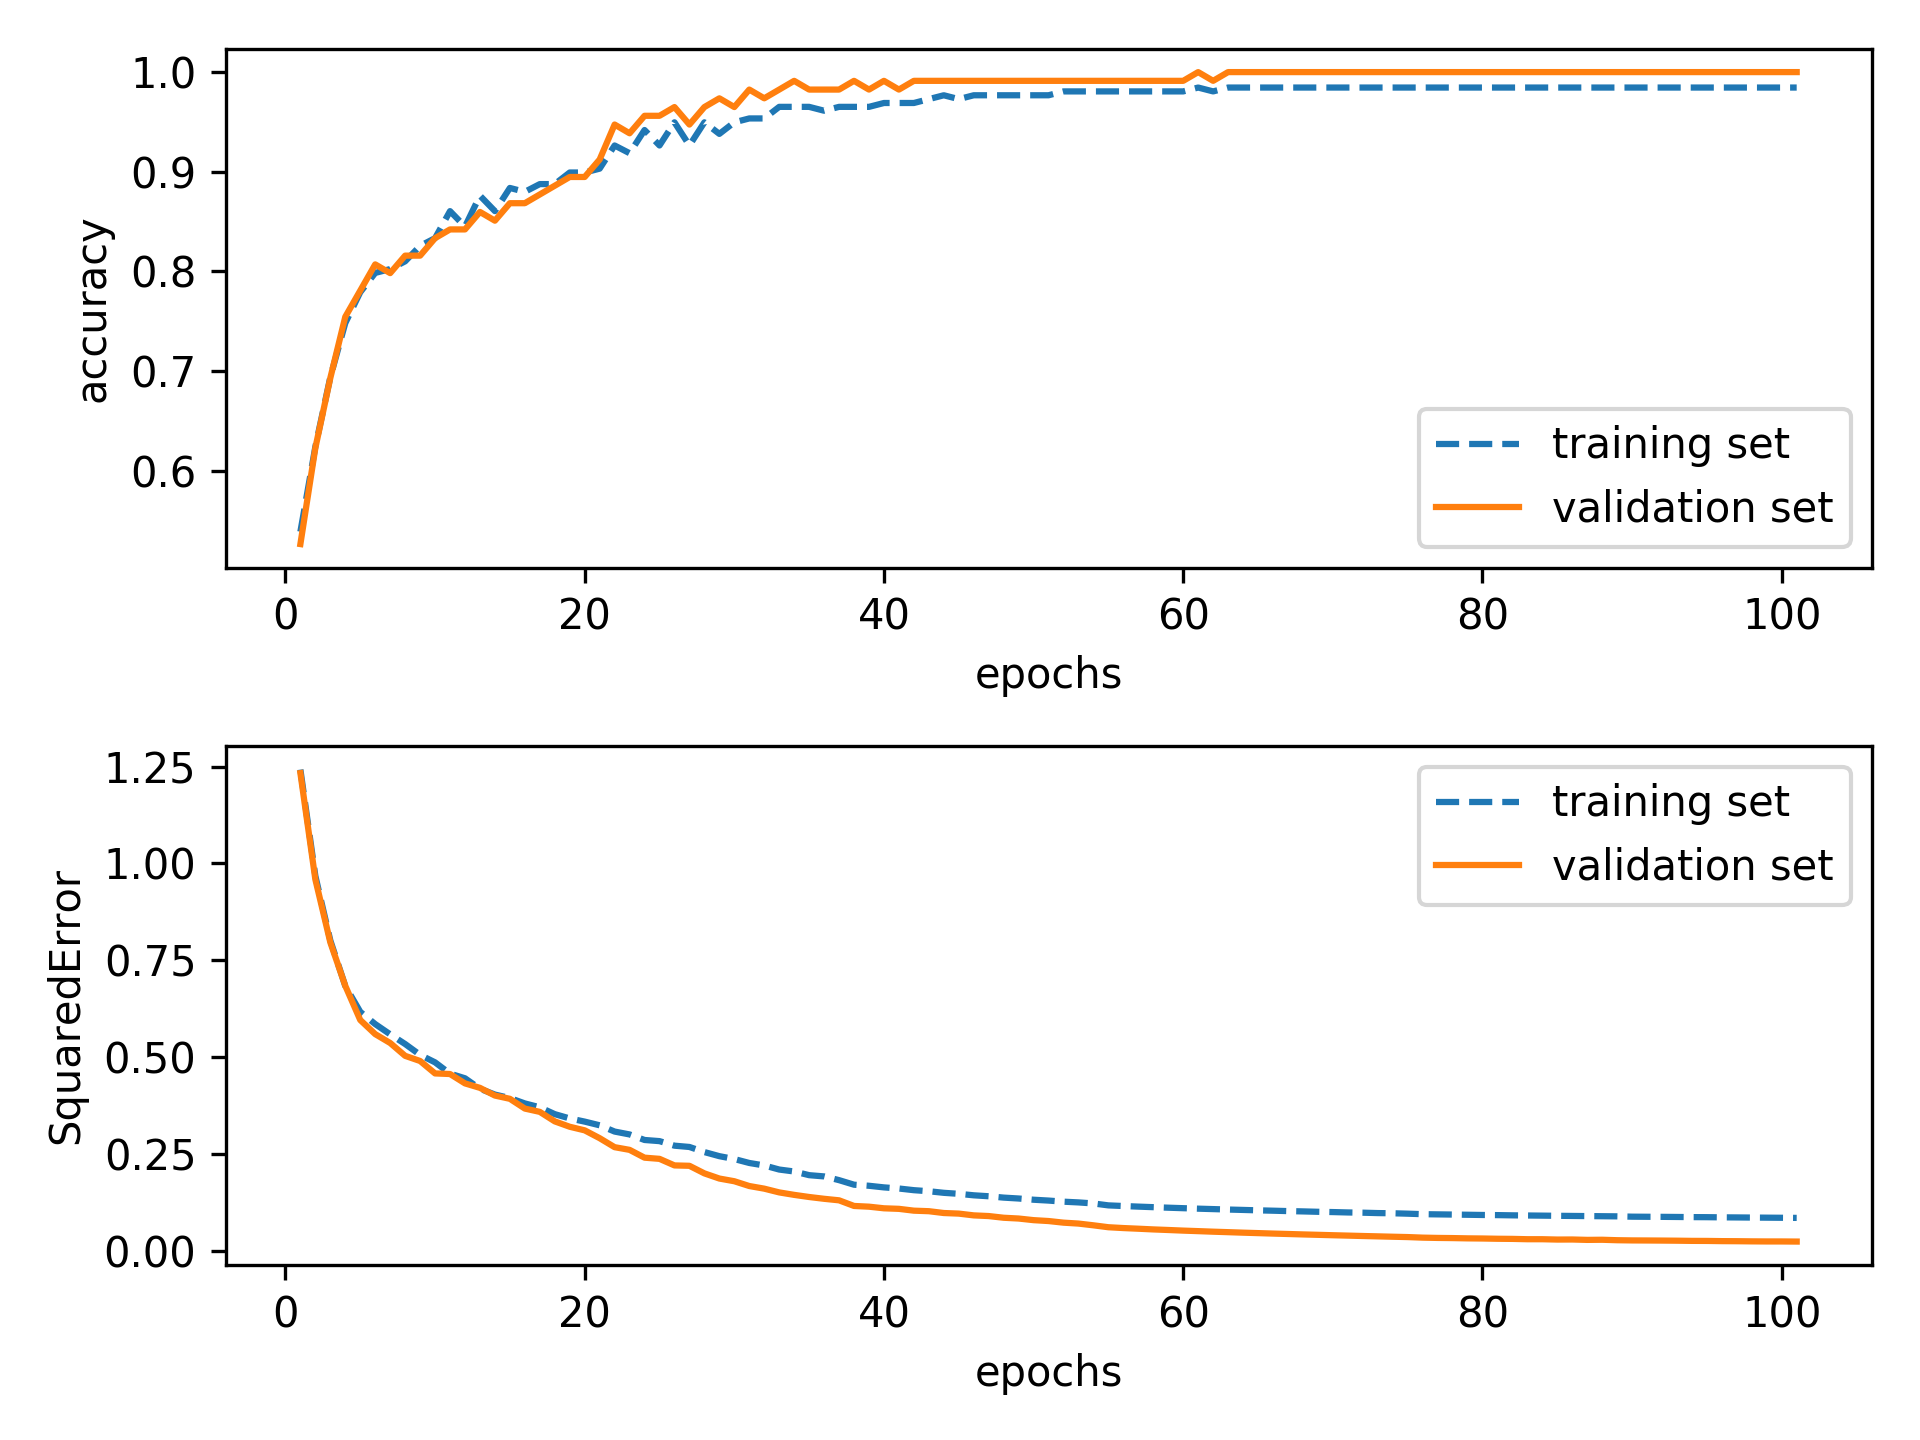 1.0
0.9
0.8
0.7
0.6
accuracy
training set
validation set
0 20 40 60 80 100
epochs
1.25
1.00
0.75
0.50
0.25
0.00
SquaredError
training set
validation set
0 20 40 60 80 100
epochs